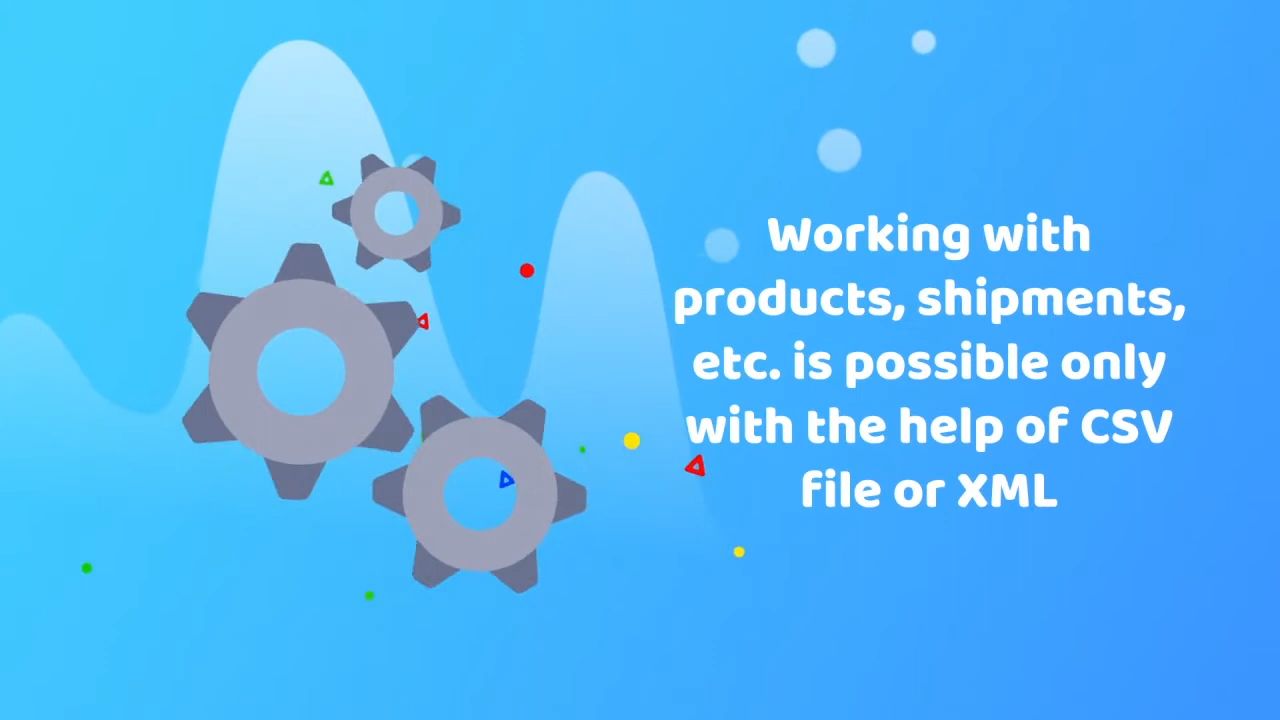 Working with
products, shipments,
etc. is possible only
with the help of CSV
file or XML